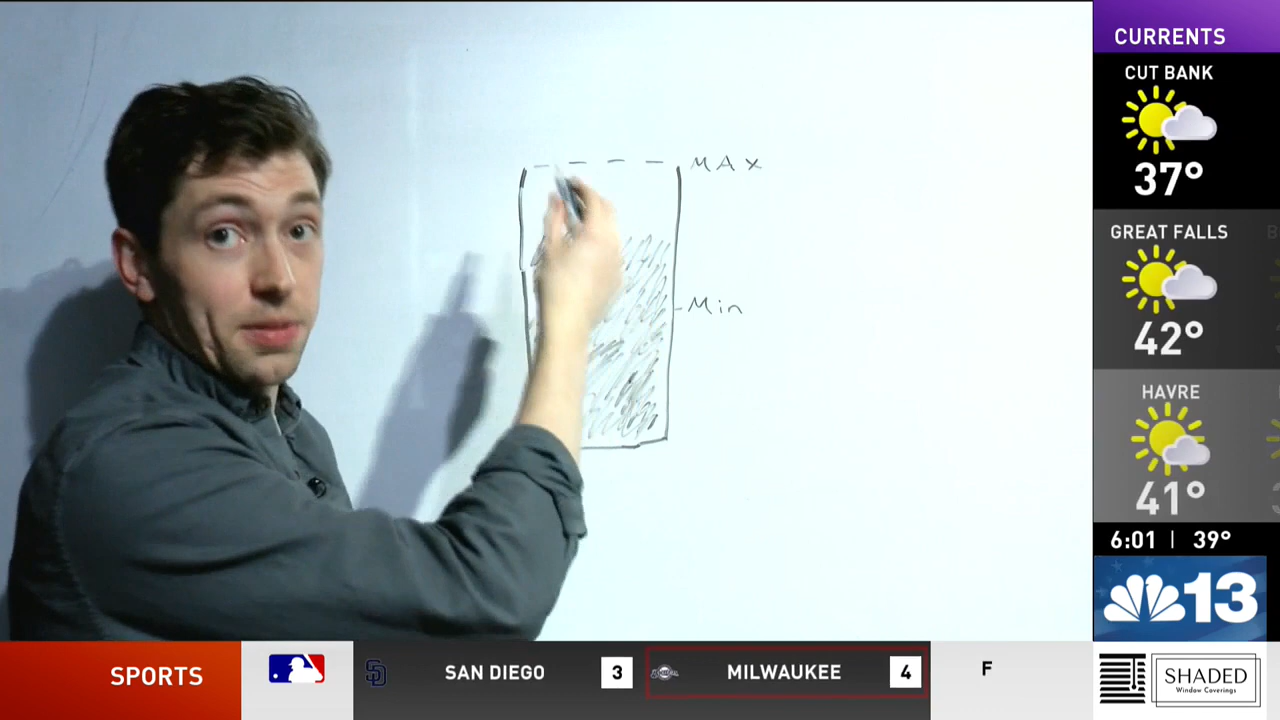 MAX
Min
CURRENTS
CUT BANK
37°
GREAT FALLS
42°
HAVRE
41°
6:01 | 39°
13
SPORTS
SD
SAN DIEGO 3
MILWAUKEE 4
F
SHADED
Window Coverings